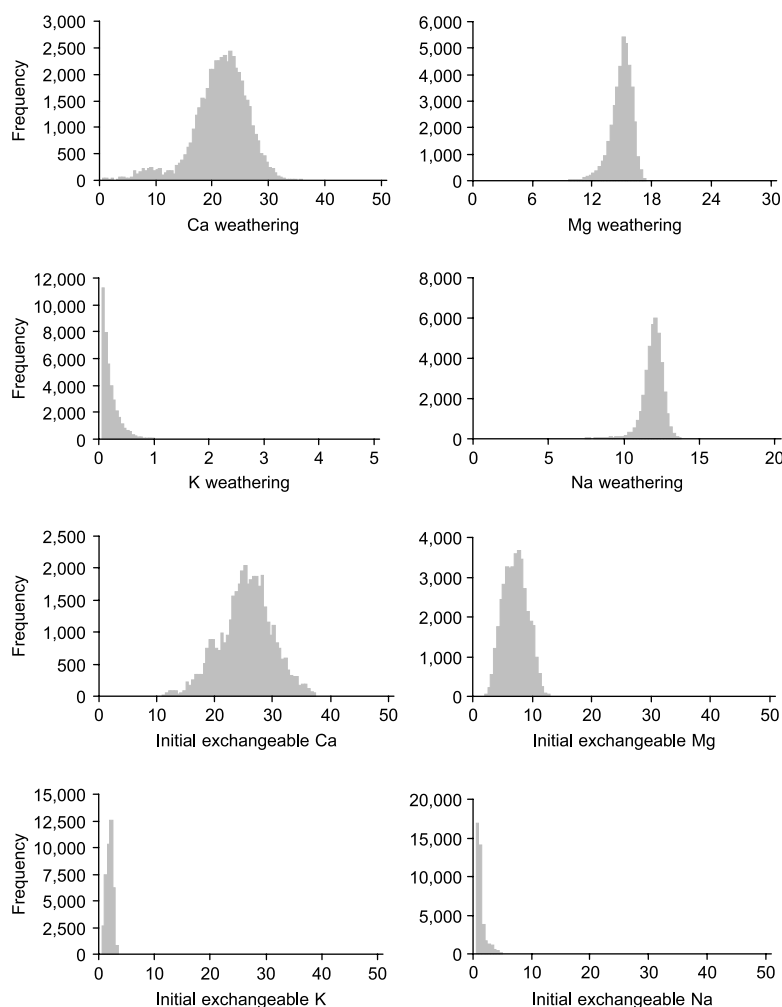 3,000
2,500
2,000
1,500
1,000
500
0
Frequency
0 10 20 30 40 50
Ca weathering
6,000
5,000
4,000
3,000
2,000
1,000
0
0 6 12 18 24 30
Mg weathering
12,000
10,000
8,000
6,000
4,000
2,000
0
Frequency
0 1 2 3 4 5
K weathering
8,000
6,000
4,000
2,000
0
0 5 10 15 20
Na weathering
2,500
2,000
1,500
1,000
500
0
Frequency
0 10 20 30 40 50
Initial exchangeable Ca
4,000
3,000
2,000
1,000
0
0 10 20 30 40 50
Initial exchangeable Mg
15,000
12,500
10,000
7,500
5,000
2,500
0
Frequency
0 10 20 30 40 50
Initial exchangeable K
20,000
15,000
10,000
5,000
0
0 10 20 30 40 50
Initial exchangeable Na